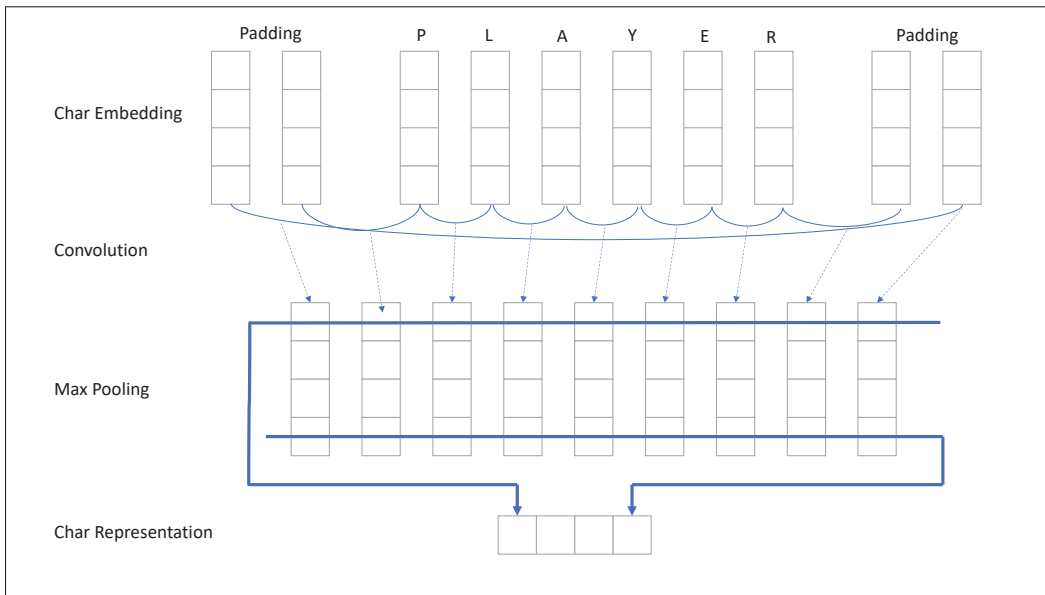 Padding P L A Y E R Padding
Char Embedding
Convolution
Max Pooling
Char Representation